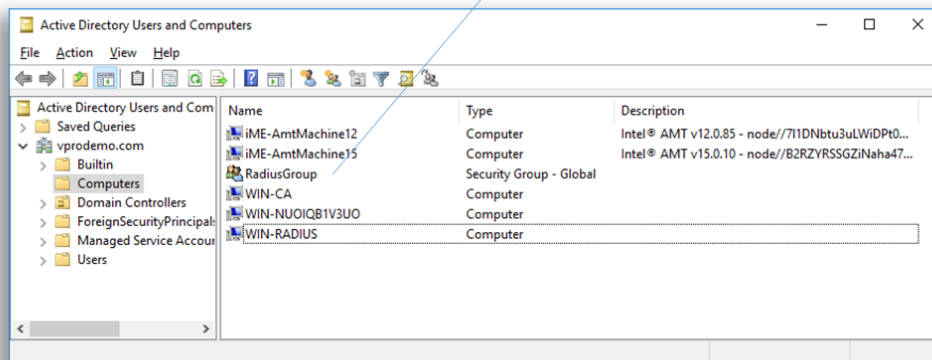 Active Directory Users and Computers
File Action View Help
Active Directory Users and Com
Saved Queries
vprodemo.com
Builtin
Computers
Domain Controllers
ForeignSecurityPrincipals
Managed Service Accoun
Users
Name Type Description
iME-AmtMachine12 Computer Intel® AMT v12.0.85 - node//7I1DNbtu3uLWiDPt0...
iME-AmtMachine15 Computer Intel® AMT v15.0.10 - node//B2RZYRSSGZiNaha47...
RadiusGroup Security Group - Global
WIN-CA Computer
WIN-NUOIQB1V3UO Computer
WIN-RADIUS Computer